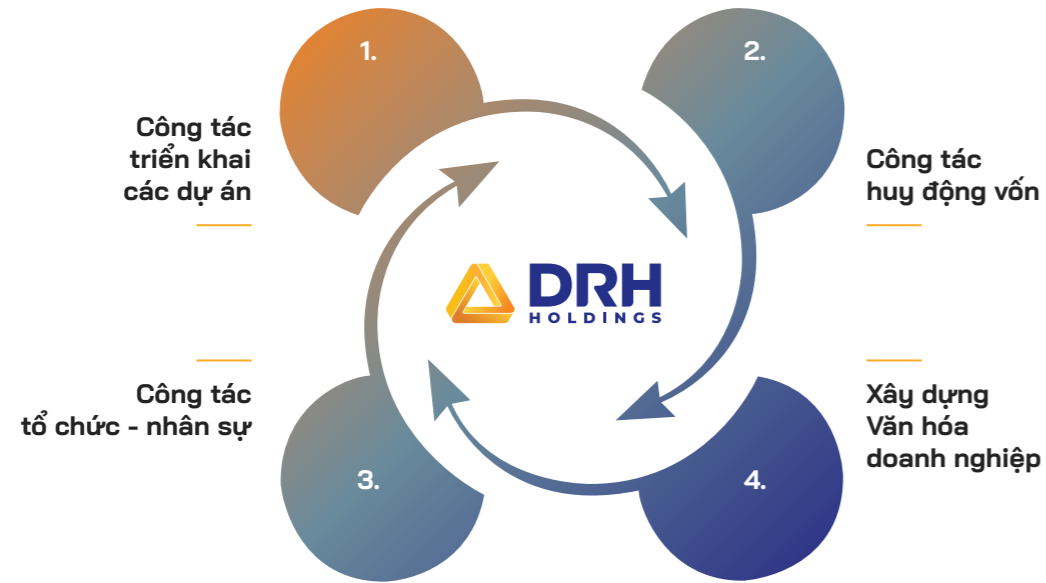 1.
Công tác
triển khai
các dự án
2.
Công tác
huy động vốn
DRH
HOLDINGS
3.
Công tác
tổ chức - nhân sự
4.
Xây dựng
Văn hóa
doanh nghiệp